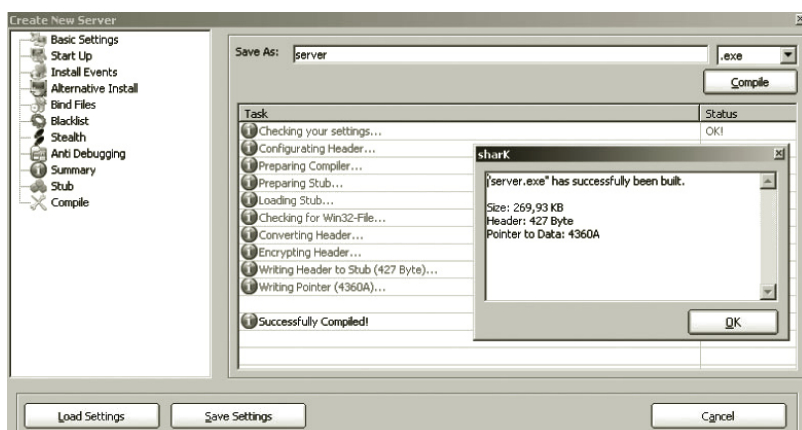 Create New Server
Basic Settings
Start Up
Install Events
Alternative Install
Bind Files
Blacklist
Stealth
Anti Debugging
Summary
Stub
Compile
Save As: server .exe
Compile
Task Status
Checking your settings... OK!
Configurating Header...
Preparing Compiler...
Preparing Stub...
Loading Stub...
Checking for Win32-File...
Converting Header...
Encrypting Header...
Writing Header to Stub (427 Byte)...
Writing Pointer (4360A)...
Successfully Compiled!
sharK
"server.exe" has successfully been built.
Size: 269,93 KB
Header: 427 Byte
Pointer to Data: 4360A
OK
Load Settings Save Settings Cancel